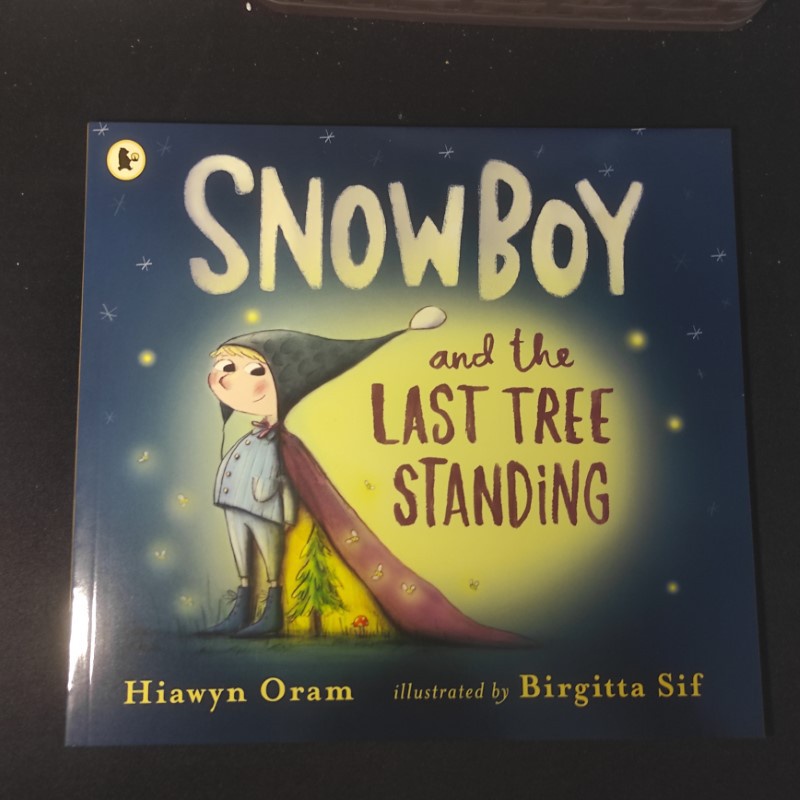 SNOWBOY
and the
LAST TREE
STANDiNG
Hiawyn Oram illustrated by Birgitta Sif